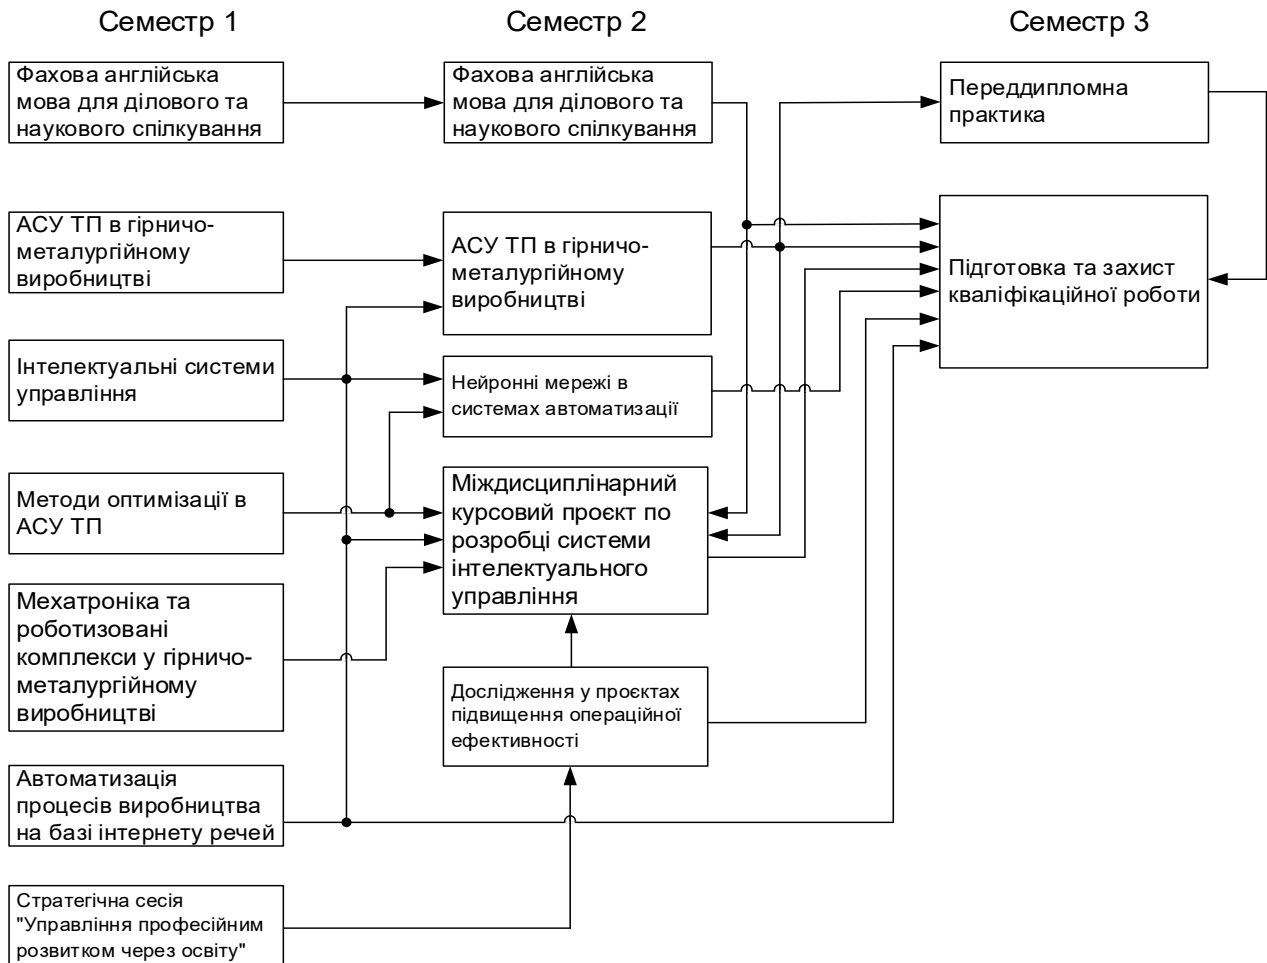 Семестр 1
Семестр 2
Семестр 3
Фахова англійська
мова для ділового та
наукового спілкування
АСУ ТП в гірничо-
металургійному
виробництві
Інтелектуальні системи
управління
Методи оптимізації в
АСУ ТП
Мехатроніка та
роботизовані
комплекси у гірничо-
металургійному
виробництві
Автоматизація
процесів виробництва
на базі інтернету речей
Стратегічна сесія
"Управління професійним
розвитком через освіту"
Фахова англійська
мова для ділового та
наукового спілкування
АСУ ТП в гірничо-
металургійному
виробництві
Нейронні мережі в
системах автоматизації
Міждисциплінарний
курсовий проєкт по
розробці системи
інтелектуального
управління
Дослідження у проєктах
підвищення операційної
ефективності
Переддипломна
практика
Підготовка та захист
кваліфікаційної роботи